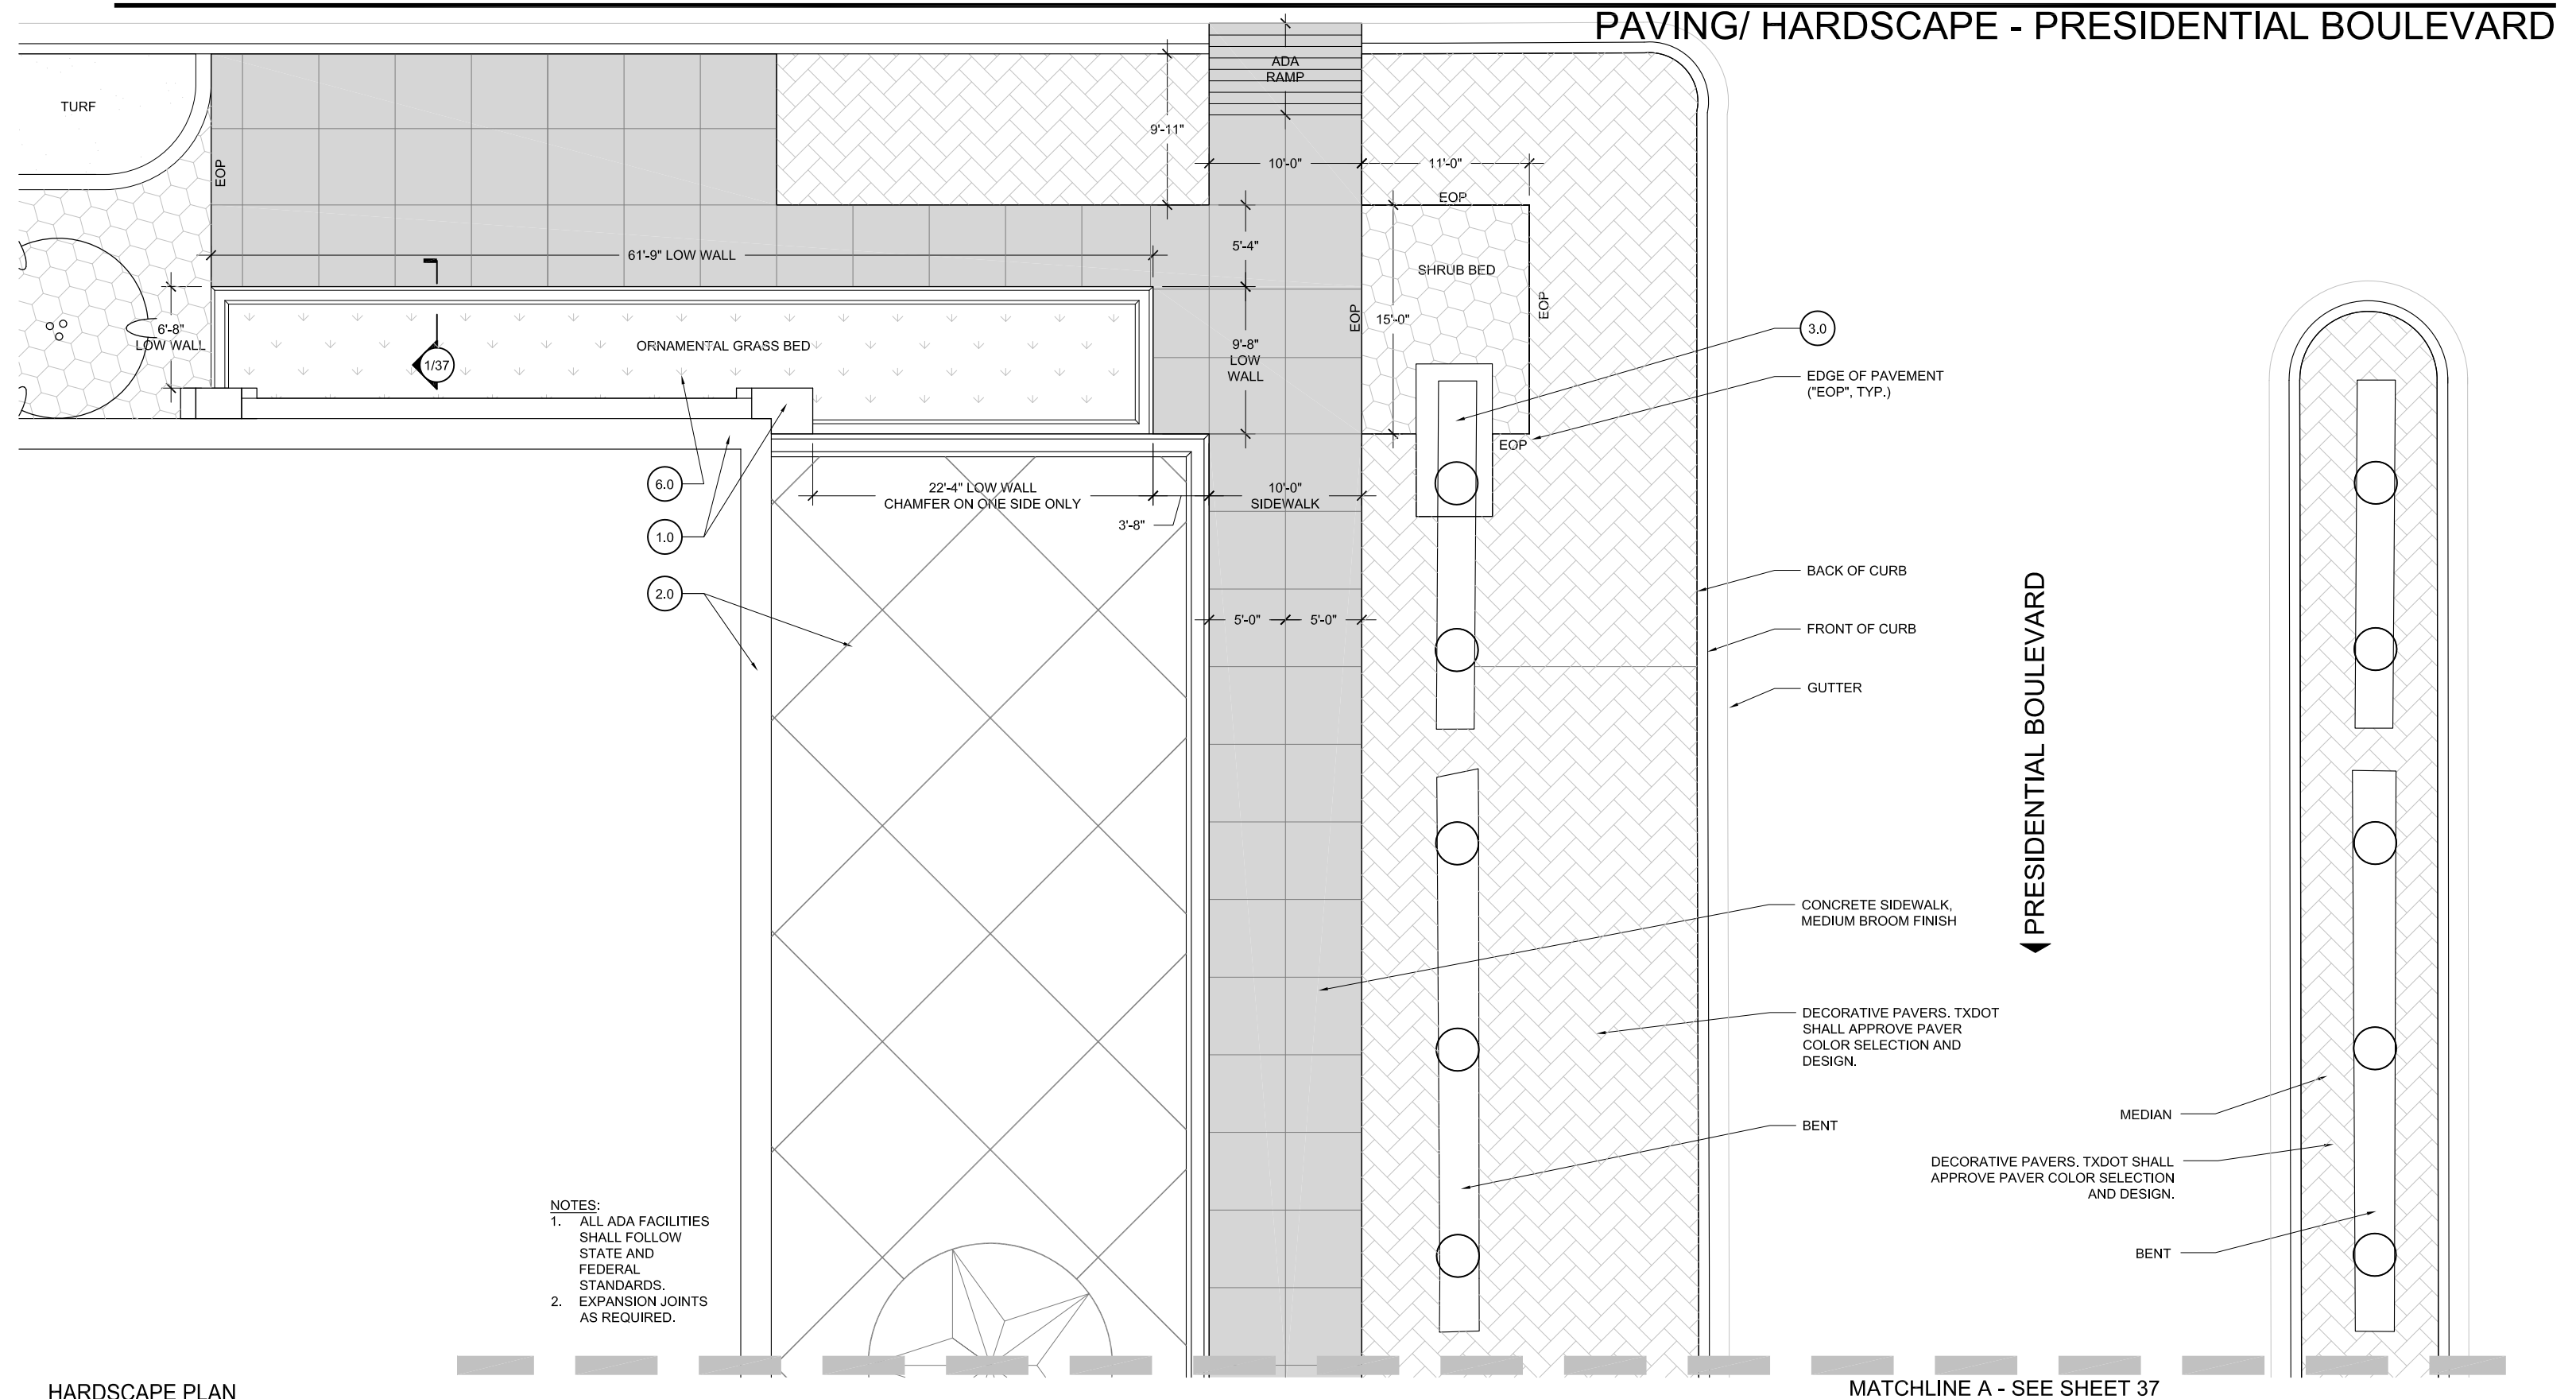 PAVING/ HARDSCAPE - PRESIDENTIAL BOULEVARD
ADA
RAMP
TURF
9'-11"
EOP
10'-0"
11'-0"
EOP
5'-4"
61'-9" LOW WALL
SHRUB BED
EOP
EOP
15'-0"
6'-8"
LOW WALL
ORNAMENTAL GRASS BED
9'-8"
LOW
WALL
1/37
3.0
EDGE OF PAVEMENT
("EOP", TYP.)
EOP
6.0
22'-4" LOW WALL
CHAMFER ON ONE SIDE ONLY
10'-0"
SIDEWALK
3'-8"
1.0
2.0
5'-0"
5'-0"
BACK OF CURB
FRONT OF CURB
GUTTER
PRESIDENTIAL BOULEVARD
CONCRETE SIDEWALK,
MEDIUM BROOM FINISH
DECORATIVE PAVERS. TXDOT
SHALL APPROVE PAVER
COLOR SELECTION AND
DESIGN.
BENT
MEDIAN
DECORATIVE PAVERS. TXDOT SHALL
APPROVE PAVER COLOR SELECTION
AND DESIGN.
BENT
NOTES:
1. ALL ADA FACILITIES
SHALL FOLLOW
STATE AND
FEDERAL
STANDARDS.
2. EXPANSION JOINTS
AS REQUIRED.
HARDSCAPE PLAN
MATCHLINE A - SEE SHEET 37